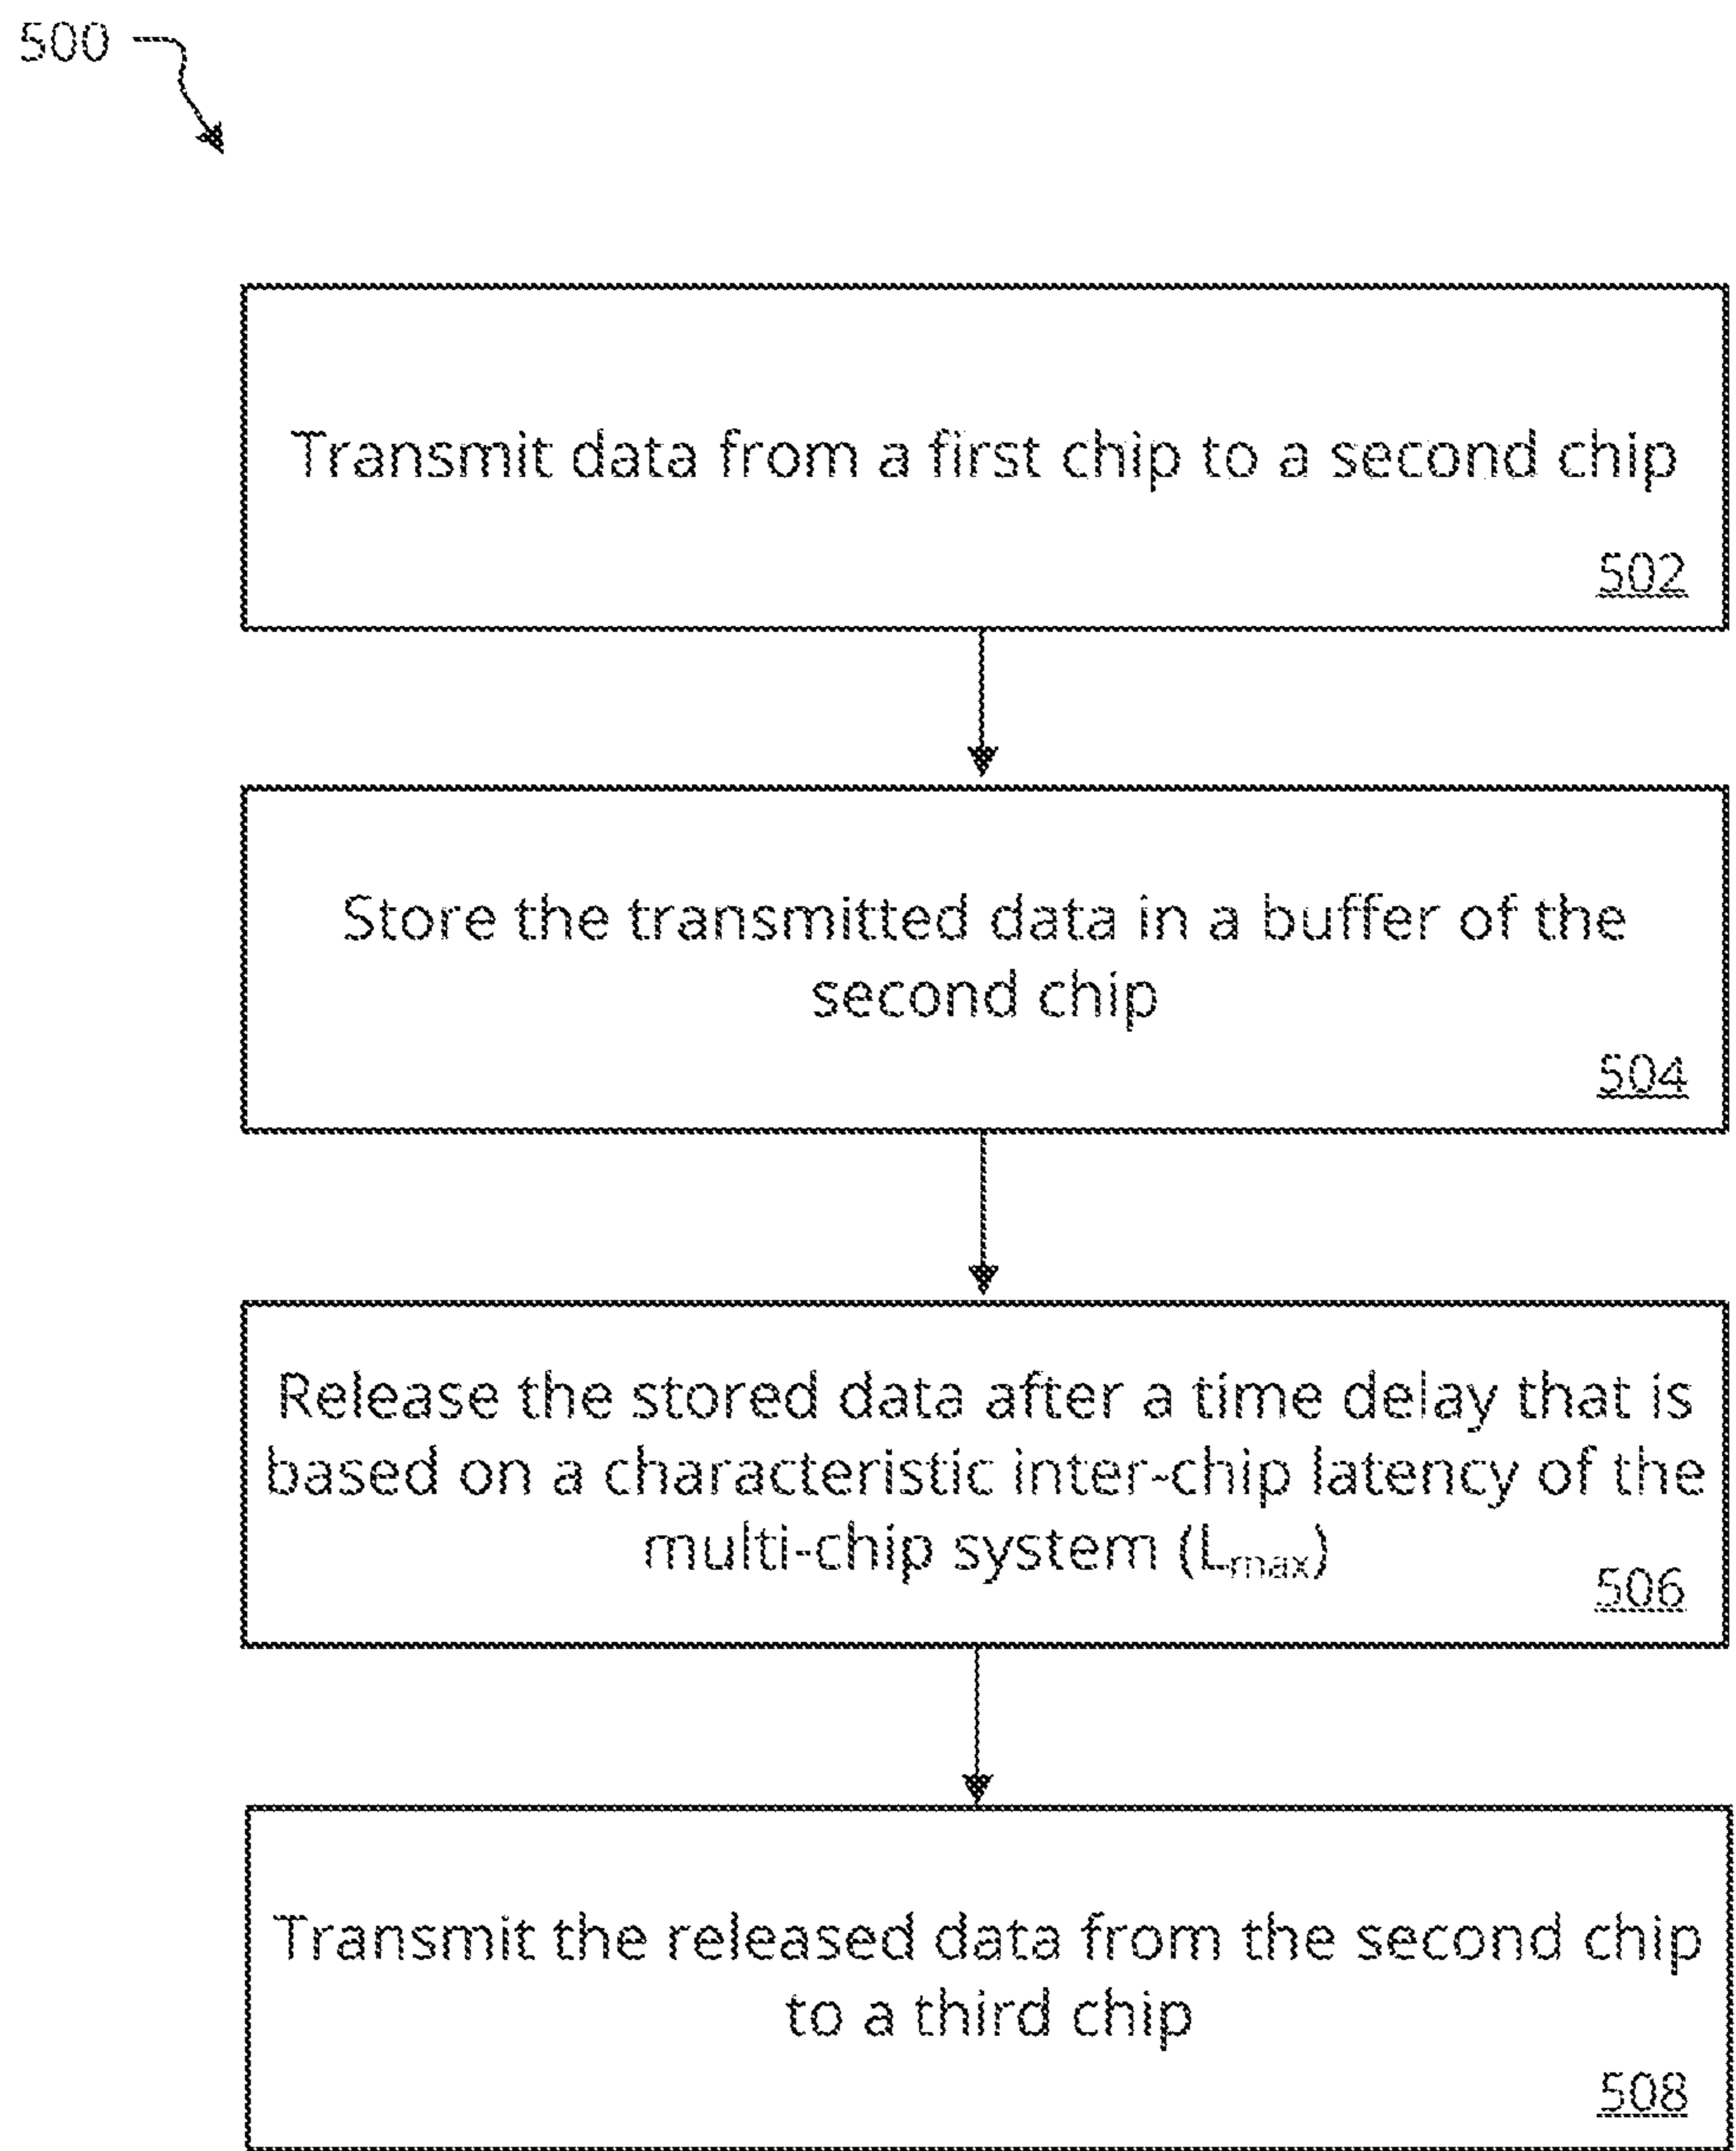 500
Transmit data from a first chip to a second chip
502
Store the transmitted data in a buffer of the
second chip
504
Release the stored data after a time delay that is
based on a characteristic inter-chip latency of the
multi-chip system (Lmax)
506
Transmit the released data from the second chip
to a third chip
508